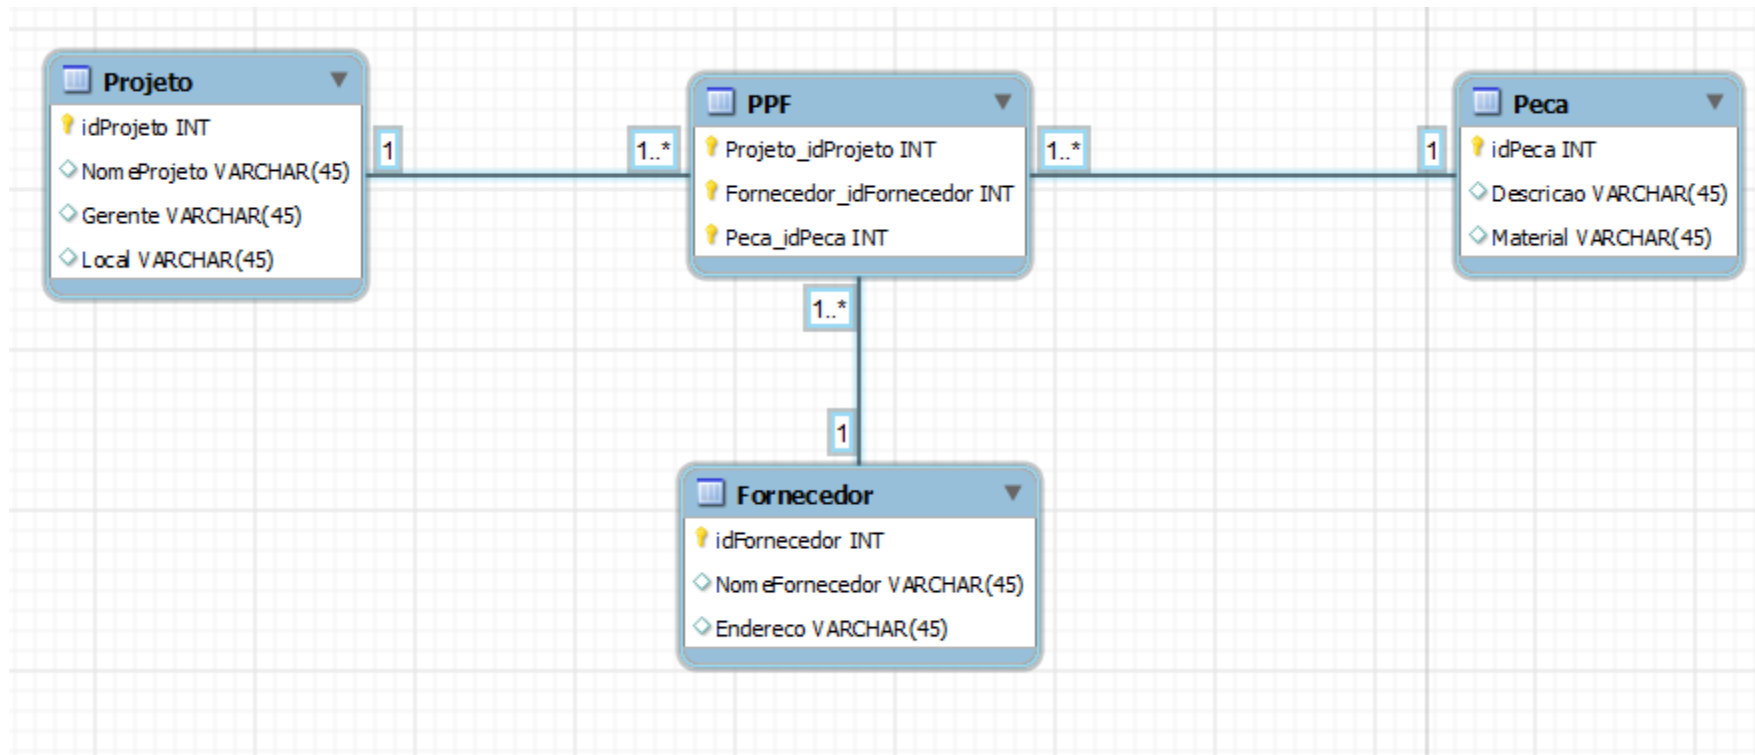 Projeto
idProjeto INT
NomeProjeto VARCHAR(45)
Gerente VARCHAR(45)
Local VARCHAR(45)
1
1..*
PPF
Projeto_idProjeto INT
Fornecedor_idFornecedor INT
Peca_idPeca INT
1..*
1
Peca
idPeca INT
Descricao VARCHAR(45)
Material VARCHAR(45)
1..*
1
Fornecedor
idFornecedor INT
NomeFornecedor VARCHAR(45)
Endereco VARCHAR(45)